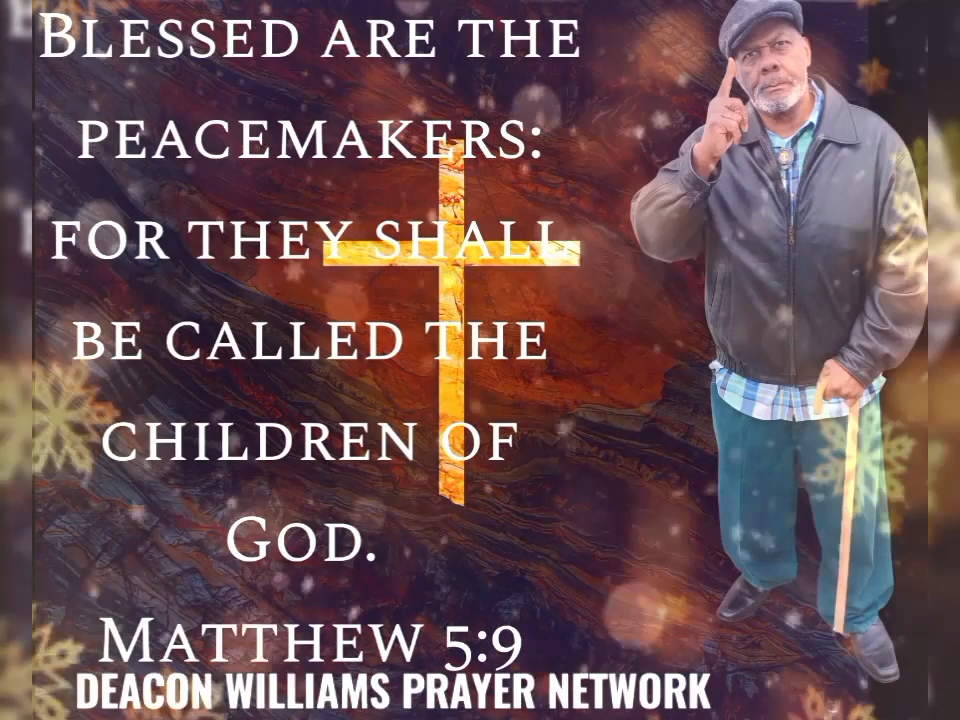 Blessed are the
peacemakers:
for they shall
be called the
children of
God.
Matthew 5:9
DEACON WILLIAMS PRAYER NETWORK